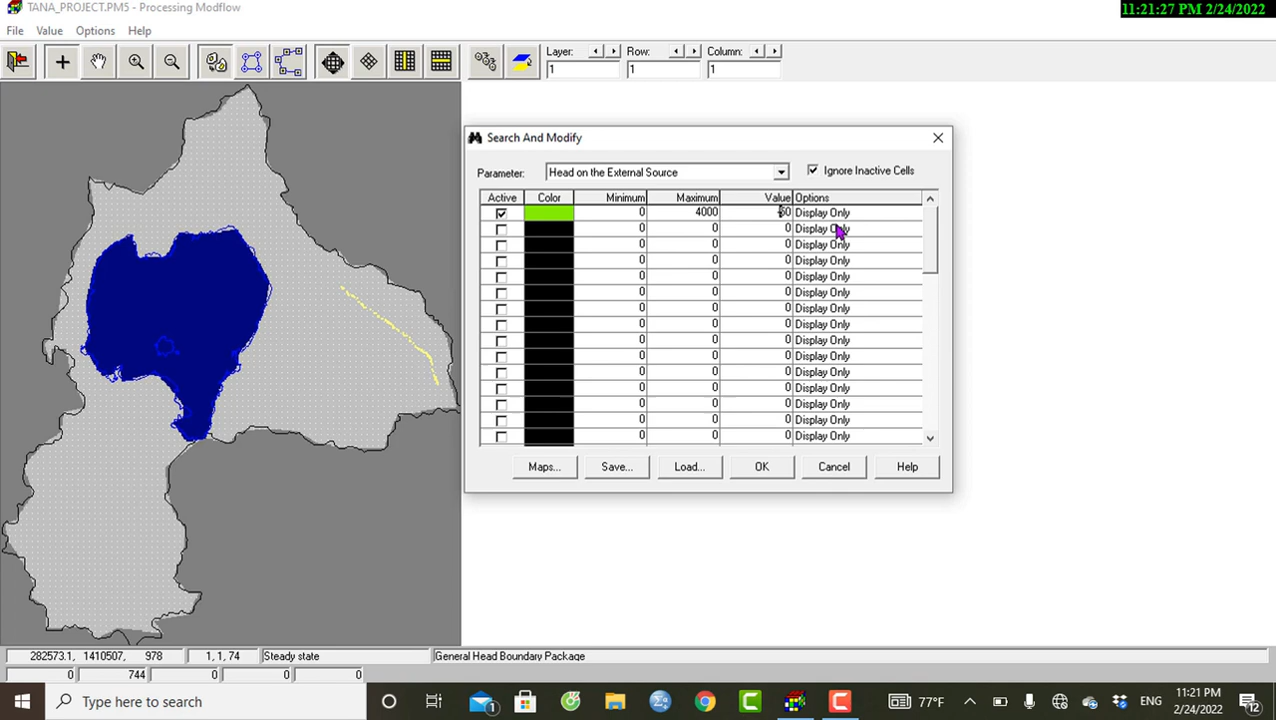 TANA_PROJECT.PM5 - Processing Modflow
11:21:27 PM 2/24/2022
File Value Options Help
Layer: Row: Column:
1 1 1
Search And Modify
Parameter: Head on the External Source Ignore Inactive Cells
Active Color Minimum Maximum Value Options
0 4000 Display Only
0 0 0 Display Only
0 0 0 Display Only
0 0 0 Display Only
0 0 0 Display Only
0 0 0 Display Only
0 0 0 Display Only
0 0 0 Display Only
0 0 0 Display Only
0 0 0 Display Only
0 0 0 Display Only
0 0 0 Display Only
0 0 0 Display Only
0 0 0 Display Only
0 0 0 Display Only
Maps... Save... Load... OK Cancel Help
282573.1, 1410507, 978 1, 1, 74 Steady state General Head Boundary Package
0 744 0 0 0
Type here to search
1
77°F
ENG
11:21 PM
2/24/2022
12